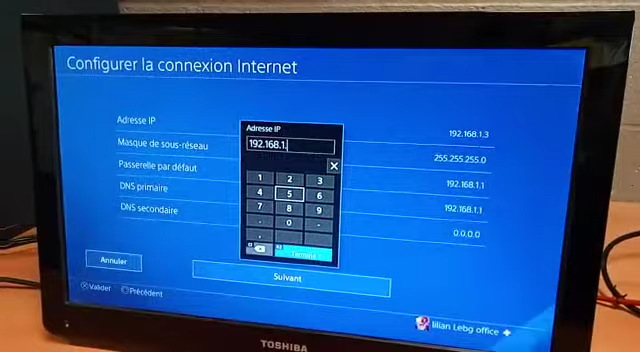 Configurer la connexion Internet
Adresse IP
192.168.1.3
Masque de sous-réseau
255.255.255.0
Passerelle par défaut
192.168.1.1
DNS primaire
192.168.1.1
DNS secondaire
0.0.0.0
Adresse IP
192.168.1.
1 2 3
4 5 6
7 8 9
. 0 -
Terminé
Annuler
Suivant
Valider
Précédent
lilian Lebg office
TOSHIBA